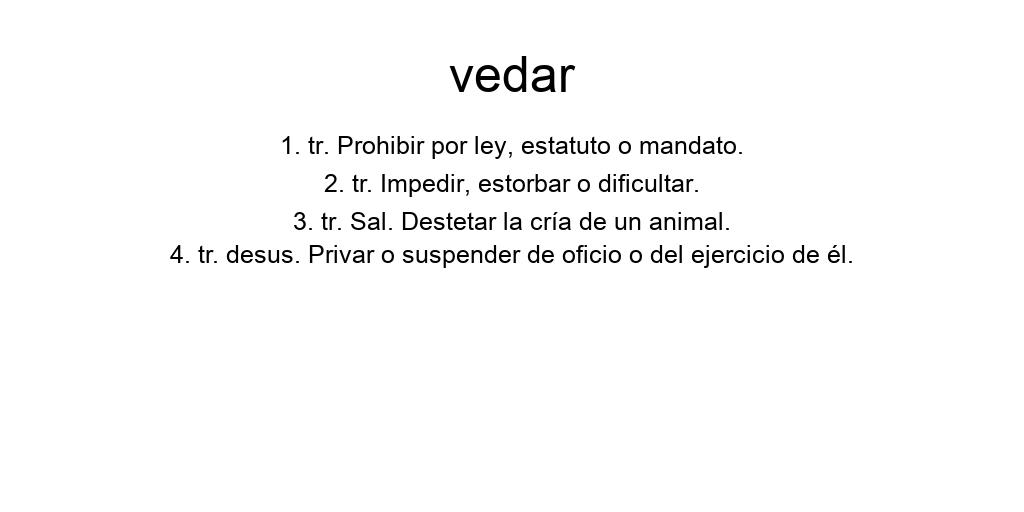 vedar
1. tr. Prohibir por ley, estatuto o mandato.
2. tr. Impedir, estorbar o dificultar.
3. tr. Sal. Destetar la cría de un animal.
4. tr. desus. Privar o suspender de oficio o del ejercicio de él.